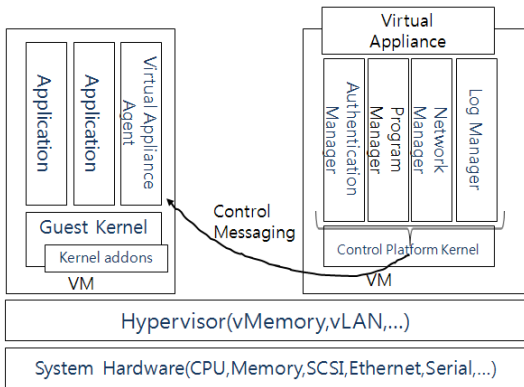 Application
Application
Virtual Appliance
Agent
Guest Kernel
Kernel addons
VM
Control
Messaging
Virtual
Appliance
Authentication
Manager
Program
Manager
Network
Manager
Log Manager
Control Platform Kernel
VM
Hypervisor(vMemory,vLAN,...)
System Hardware(CPU,Memory,SCSI,Ethernet,Serial,...)